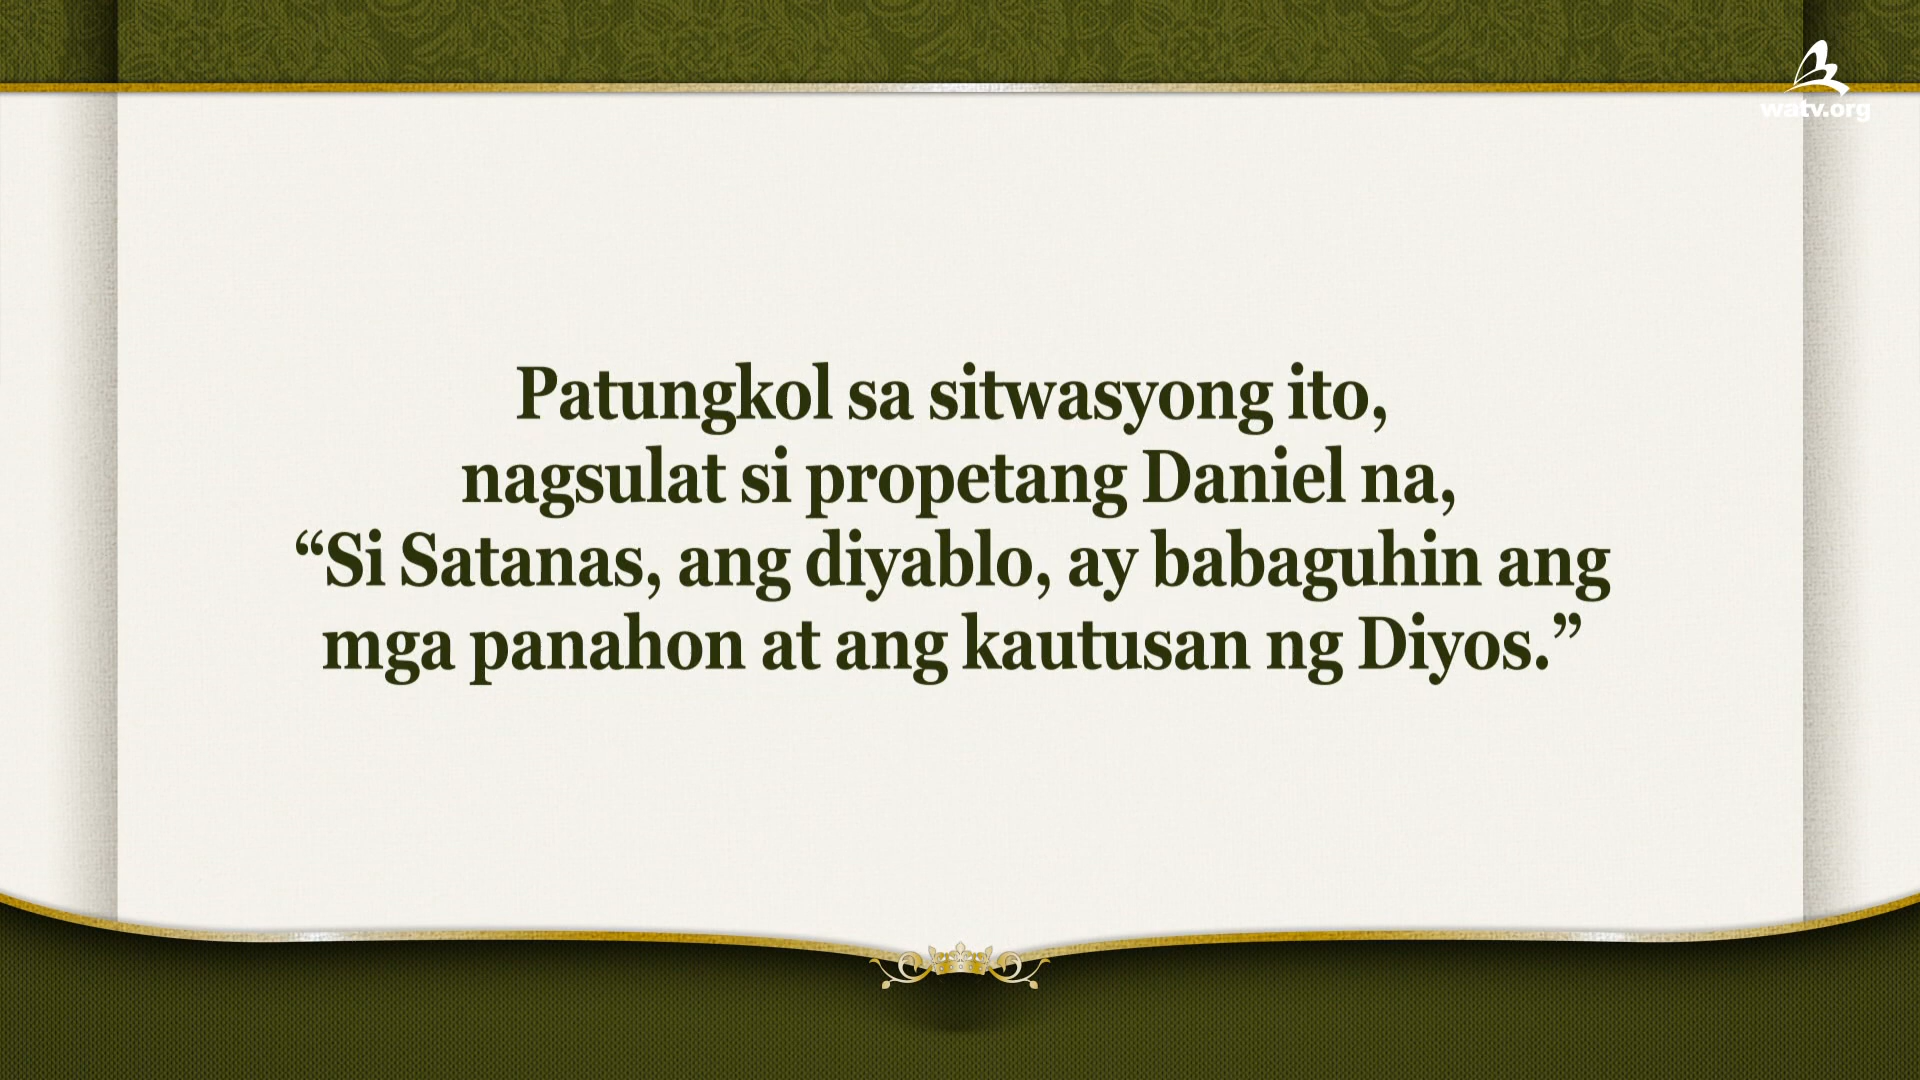 watv.org
Patungkol sa sitwasyong ito,
nagsulat si propetang Daniel na,
“Si Satanas, ang diyablo, ay babaguhin ang
mga panahon at ang kautusan ng Diyos.”